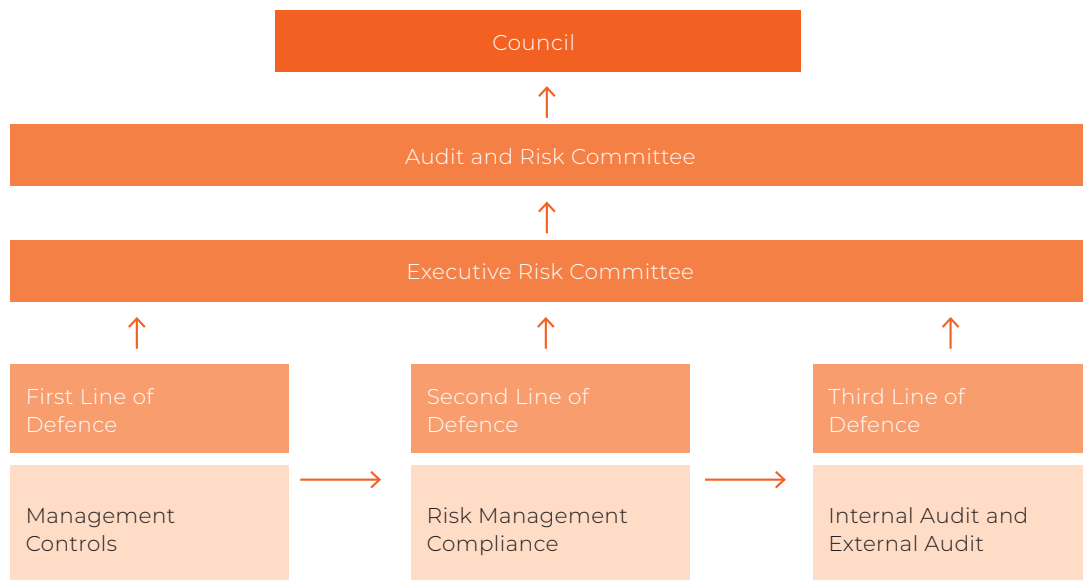 Council
Audit and Risk Committee
Executive Risk Committee
First Line of
Defence
Second Line of
Defence
Third Line of
Defence
Management
Controls
Risk Management
Compliance
Internal Audit and
External Audit